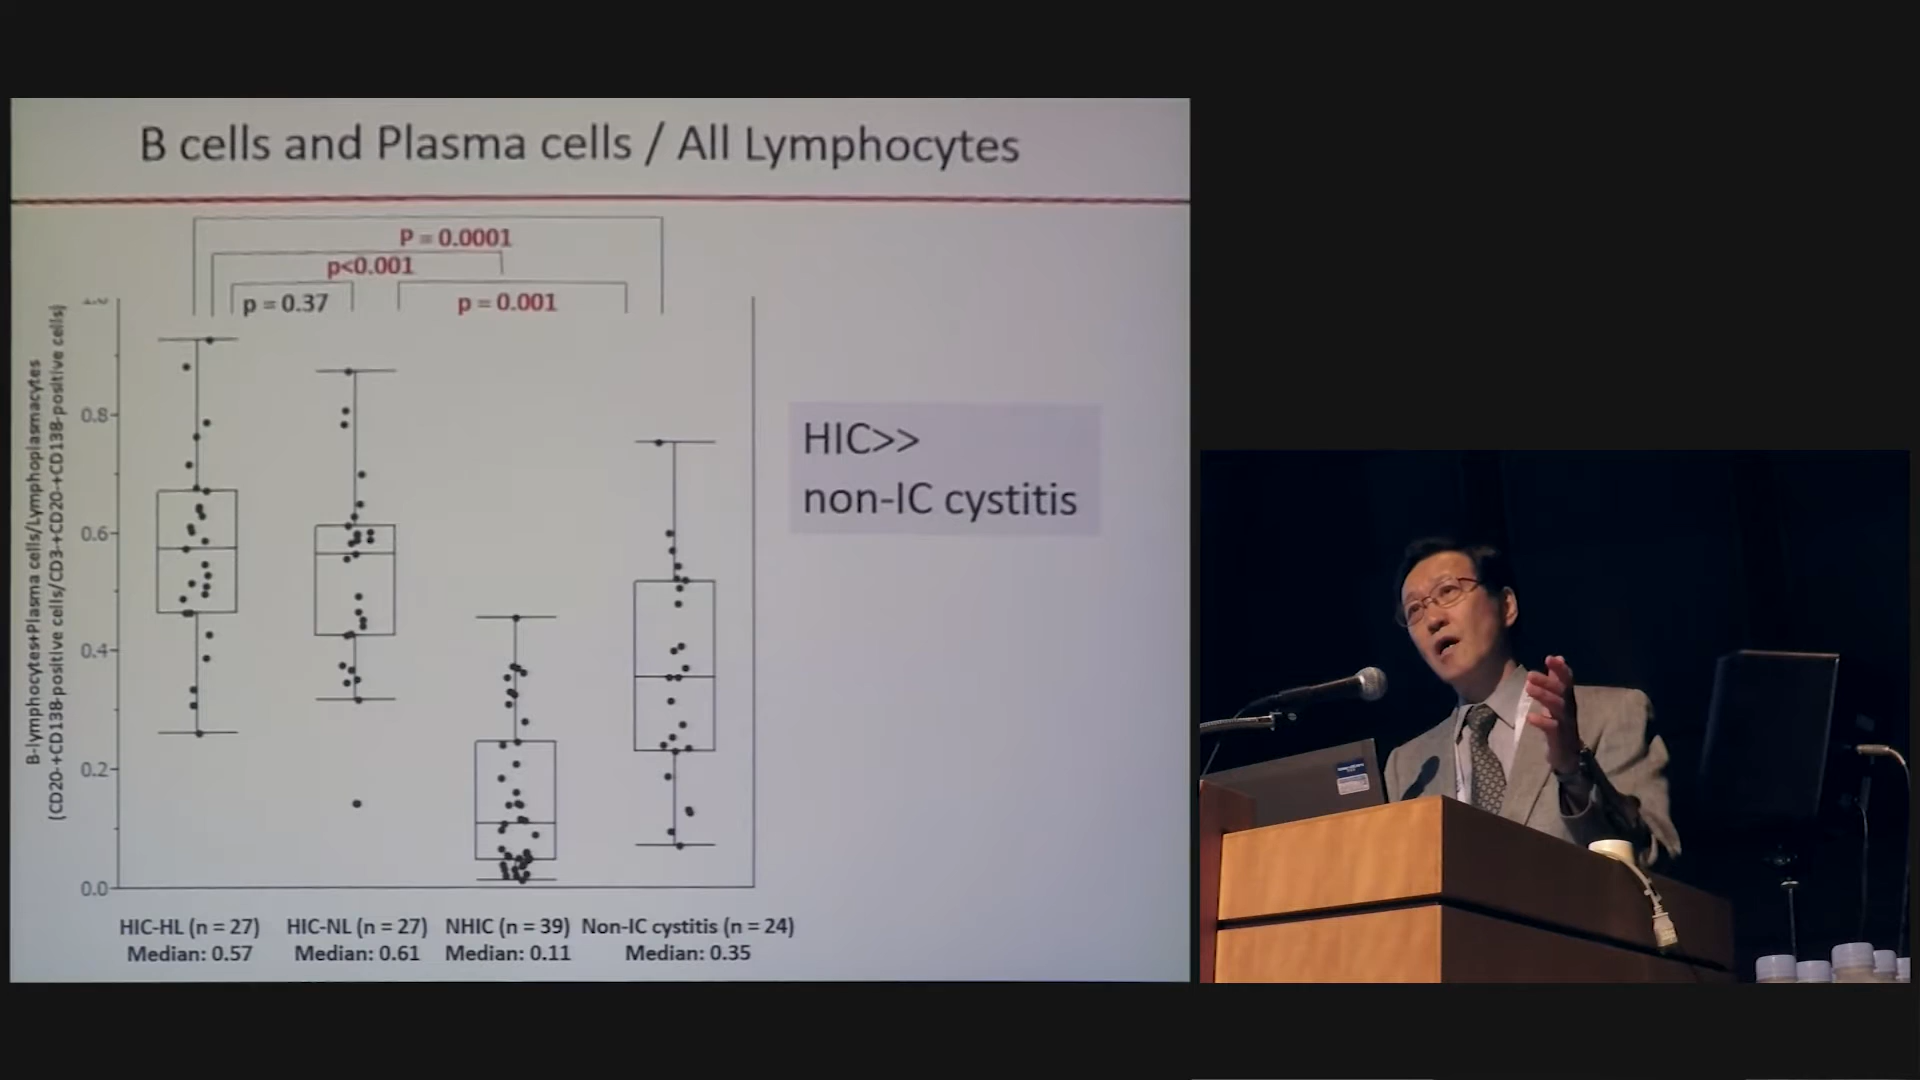 B cells and Plasma cells / All Lymphocytes
P = 0.0001
p<0.001
p = 0.37
p = 0.001
B-lymphocytes+Plasma cells/Lymphoplasmacytes
(CD20-+CD138-positive cells/CD3-+CD20-+CD138-positive cells)
1.0
0.8
0.6
0.4
0.2
0.0
HIC>>
non-IC cystitis
HIC-HL (n = 27) HIC-NL (n = 27) NHIC (n = 39) Non-IC cystitis (n = 24)
Median: 0.57 Median: 0.61 Median: 0.11 Median: 0.35